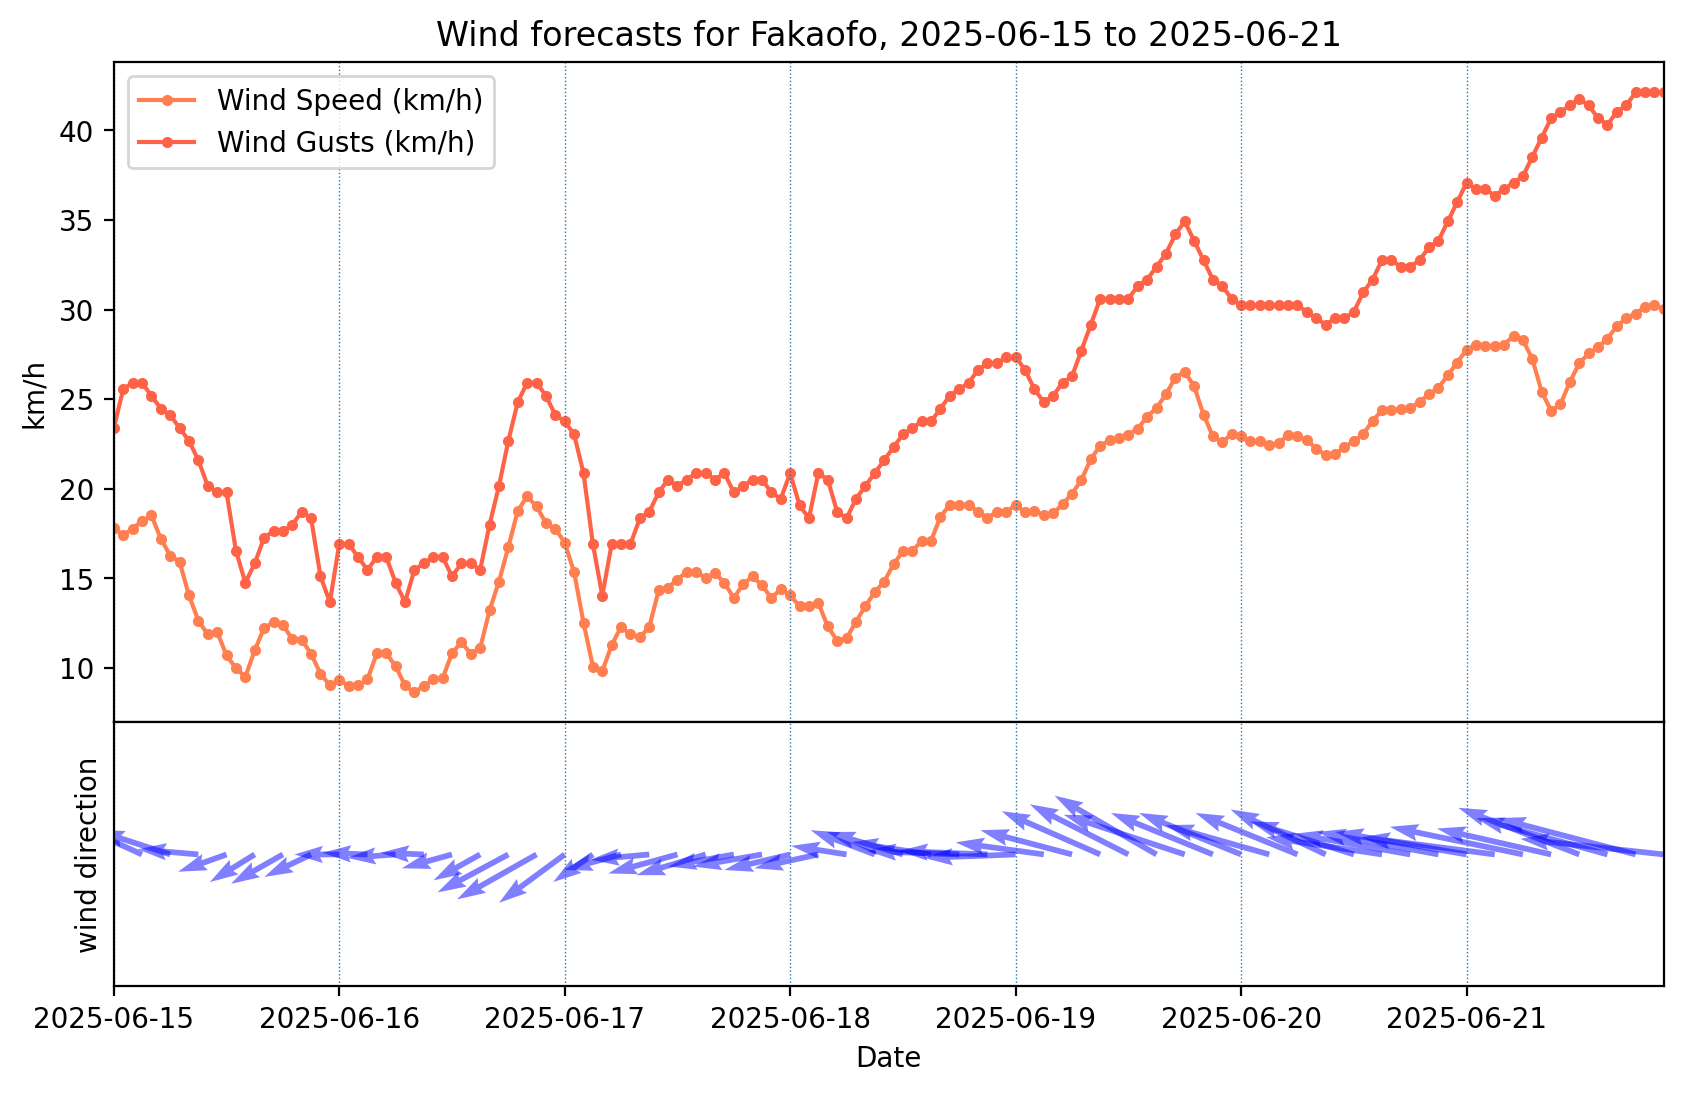 Wind forecasts for Fakaofo, 2025-06-15 to 2025-06-21
Wind Speed (km/h)
Wind Gusts (km/h)
40
35
30
25
20
15
10
km/h
wind direction
2025-06-15
2025-06-16
2025-06-17
2025-06-18
2025-06-19
2025-06-20
2025-06-21
Date